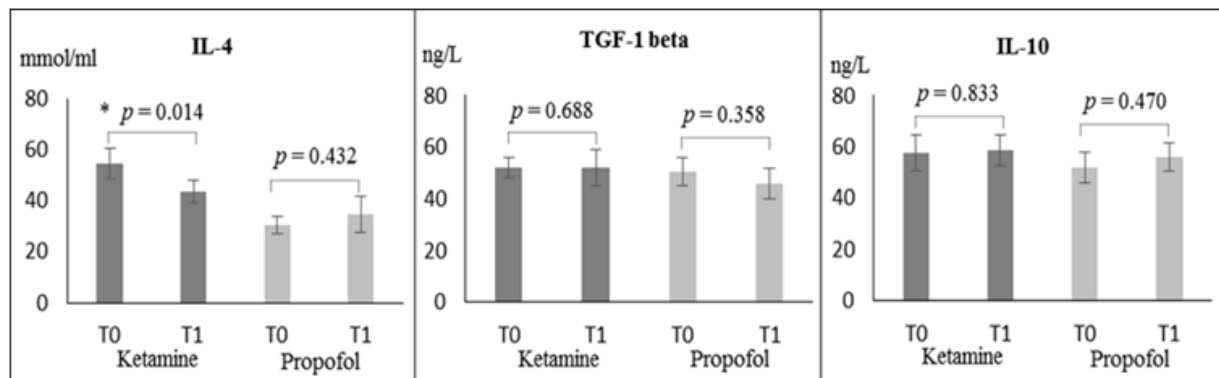 IL-4
mmol/ml
80
60
40
20
0
* p = 0.014
p = 0.432
T0 T1 T0 T1
Ketamine Propofol
TGF-1 beta
ng/L
80
60
40
20
0
p = 0.688
p = 0.358
T0 T1 T0 T1
Ketamine Propofol
IL-10
ng/L
80
60
40
20
0
p = 0.833
p = 0.470
T0 T1 T0 T1
Ketamine Propofol